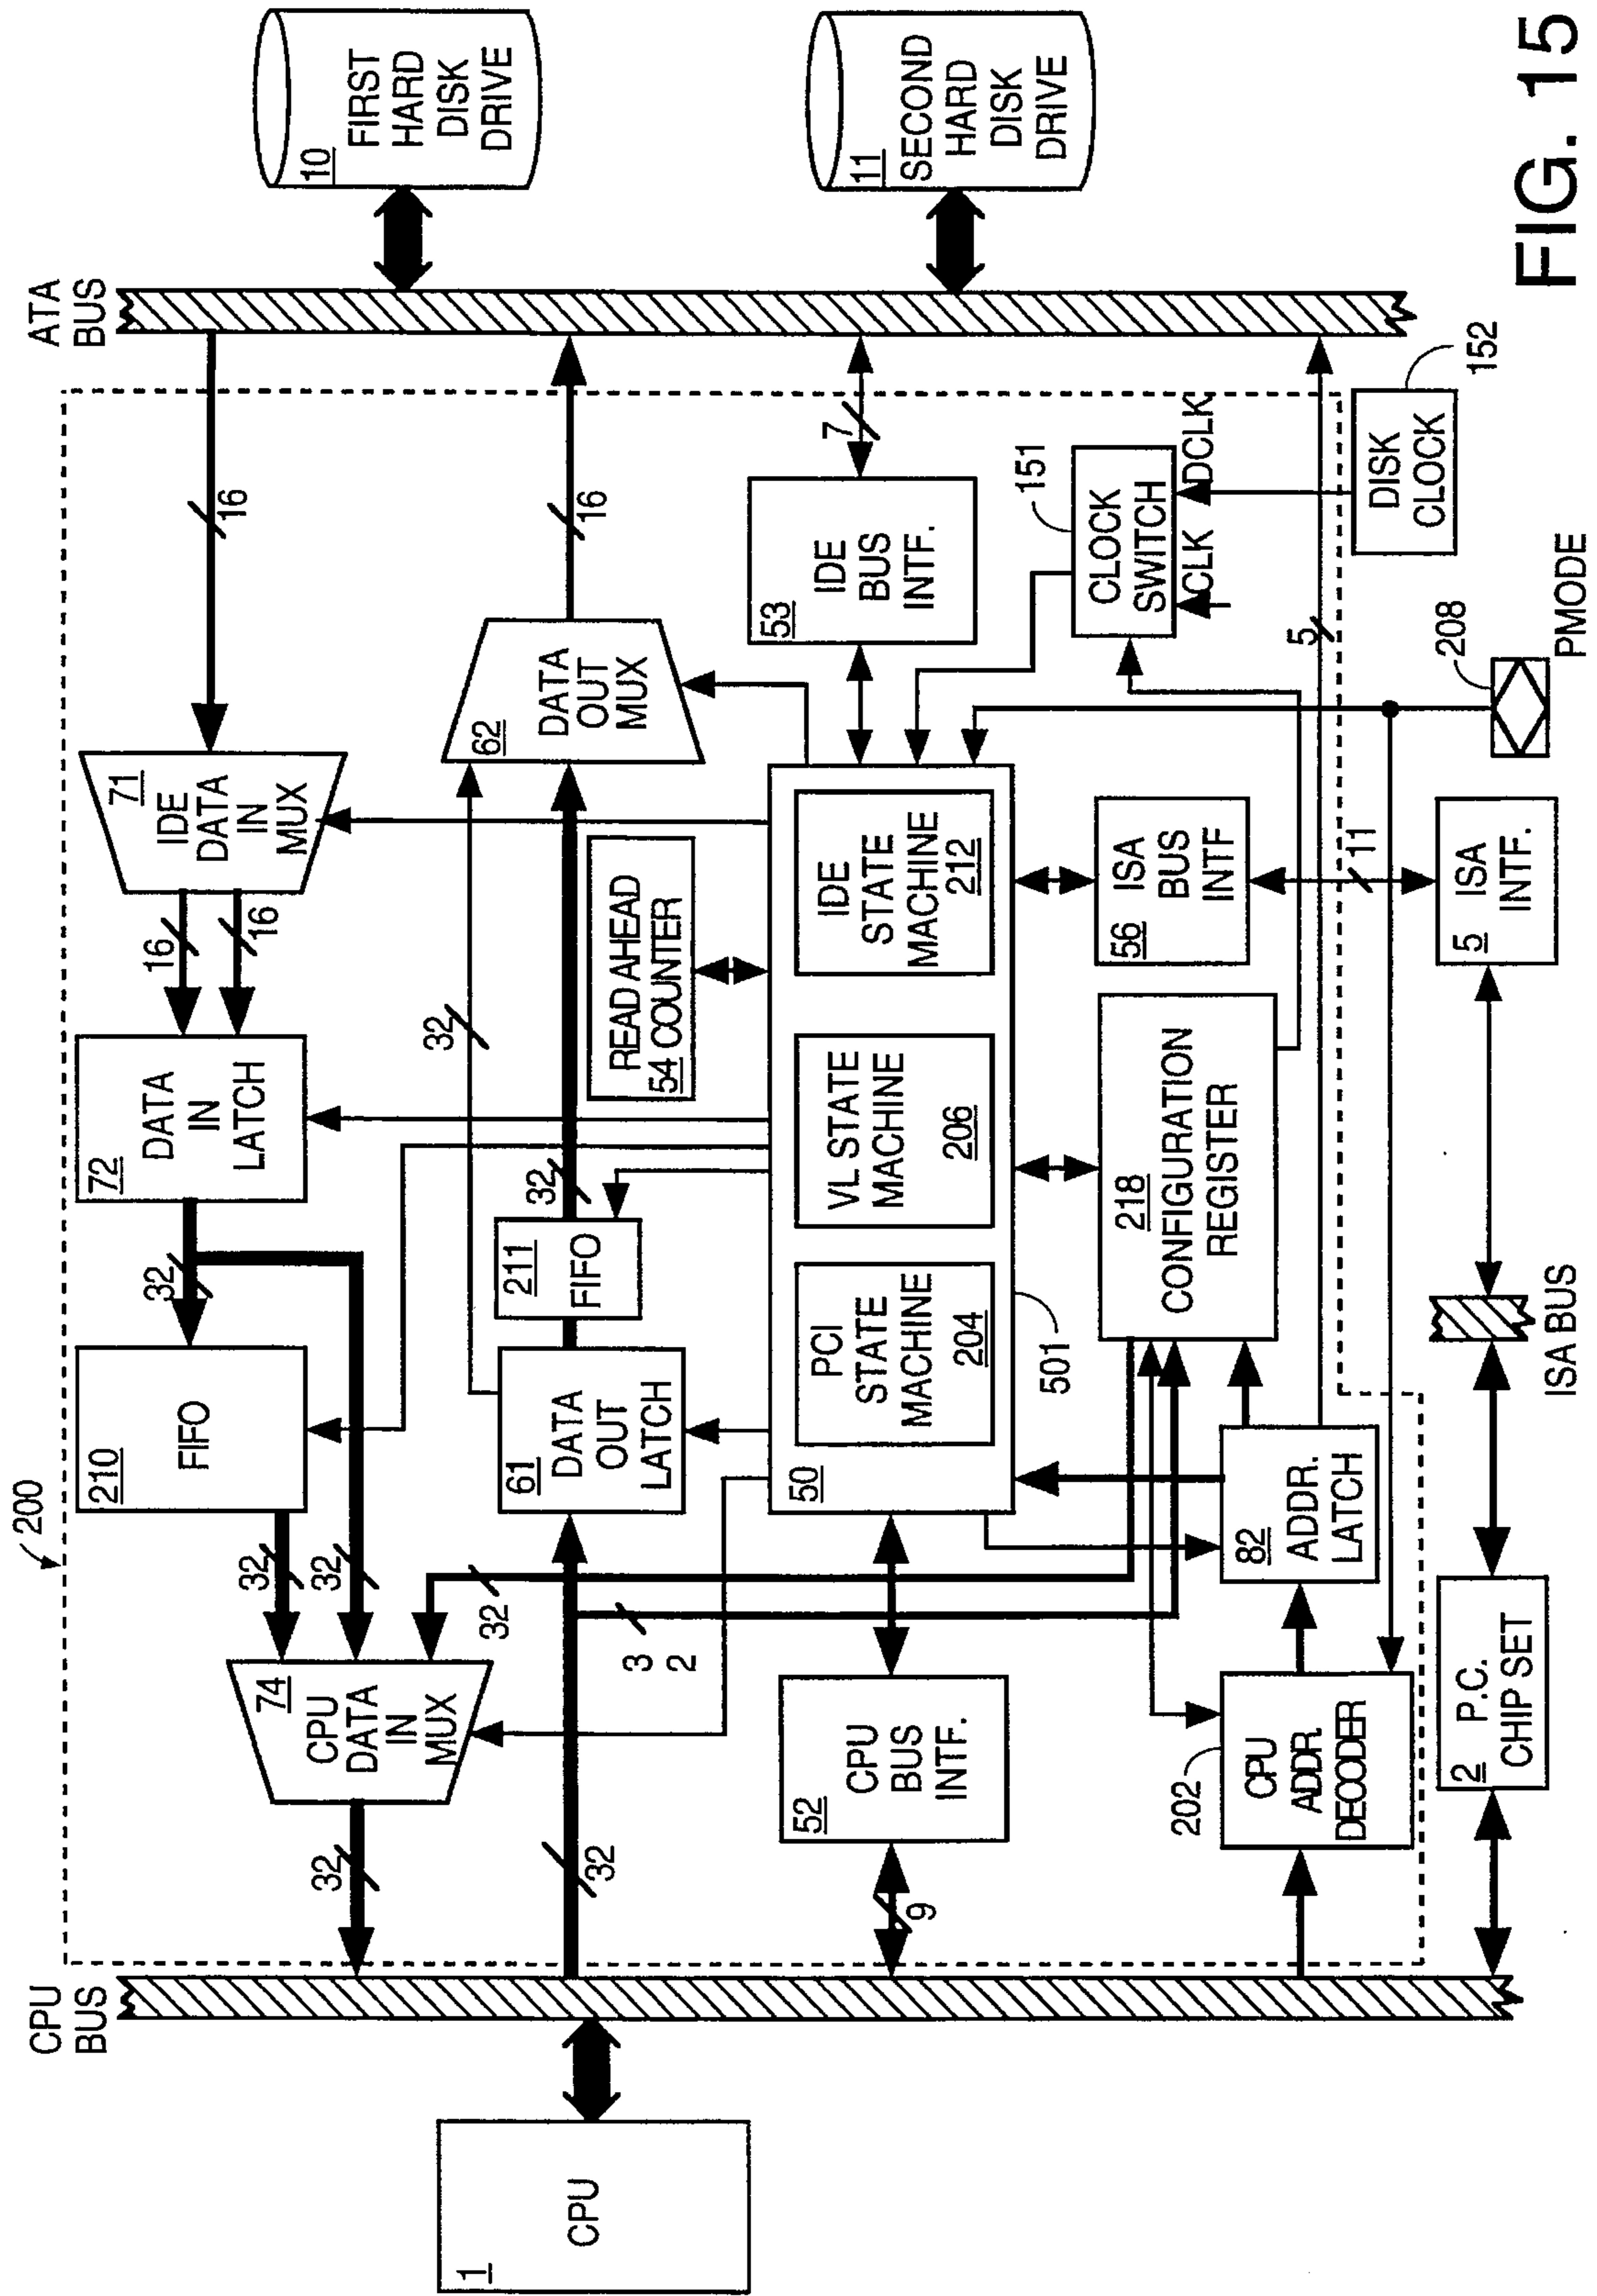 200
CPU
BUS
ATA
BUS
1
CPU
32
74
CPU
DATA
IN
MUX
32
32
32
210
FIFO
32
72
DATA
IN
LATCH
16
16
71
IDE
DATA
IN
MUX
16
10
FIRST
HARD
DISK
DRIVE
32
3
2
61
DATA
OUT
LATCH
211
FIFO
32
32
READ AHEAD
54 COUNTER
62
DATA
OUT
MUX
16
11
SECOND
HARD
DISK
DRIVE
9
52
CPU
BUS
INTF.
50
PCI
STATE
MACHINE
204
VL STATE
MACHINE
206
IDE
STATE
MACHINE
212
501
53
IDE
BUS
INTF.
7
151
CLOCK
SWITCH
CLK
DCLK
202
CPU
ADDR.
DECODER
82
ADDR.
LATCH
218
CONFIGURATION
REGISTER
56
ISA
BUS
INTF
5
11
DISK
CLOCK
152
2
P.C.
CHIP SET
ISA BUS
5
ISA
INTF.
208
PMODE
FIG. 15